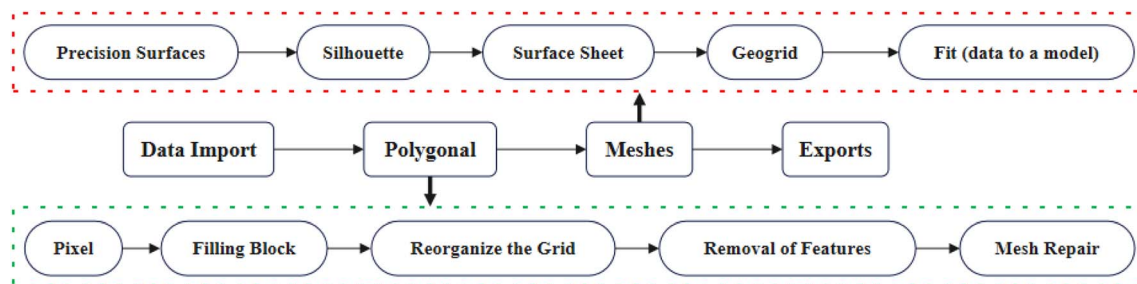 Precision Surfaces
Silhouette
Surface Sheet
Geogrid
Fit (data to a model)
Data Import
Polygonal
Meshes
Exports
Pixel
Filling Block
Reorganize the Grid
Removal of Features
Mesh Repair